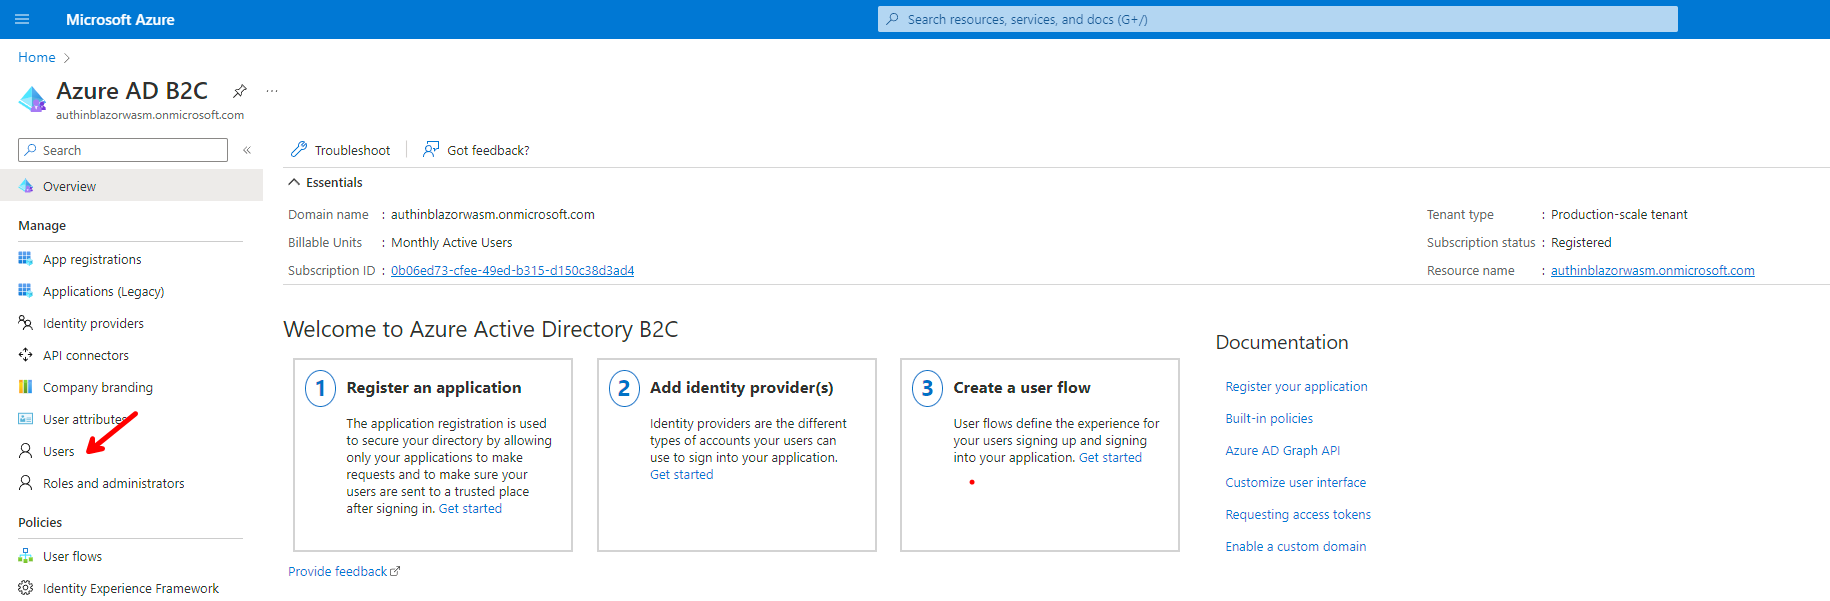 Microsoft Azure
Search resources, services, and docs (G+/)
Home
Azure AD B2C
authinblazorwasm.onmicrosoft.com
Search
Overview
Manage
App registrations
Applications (Legacy)
Identity providers
API connectors
Company branding
User attributes
Users
Roles and administrators
Policies
User flows
Identity Experience Framework
Troubleshoot
Got feedback?
Essentials
Domain name : authinblazorwasm.onmicrosoft.com
Billable Units : Monthly Active Users
Subscription ID : 0b06ed73-cfee-49ed-b315-d150c38d3ad4
Tenant type : Production-scale tenant
Subscription status : Registered
Resource name : authinblazorwasm.onmicrosoft.com
Welcome to Azure Active Directory B2C
1 Register an application
The application registration is used
to secure your directory by allowing
only your applications to make
requests and to make sure your
users are sent to a trusted place
after signing in. Get started
2 Add identity provider(s)
Identity providers are the different
types of accounts your users can
use to sign into your application.
Get started
3 Create a user flow
User flows define the experience for
your users signing up and signing
into your application. Get started
Provide feedback
Documentation
Register your application
Built-in policies
Azure AD Graph API
Customize user interface
Requesting access tokens
Enable a custom domain